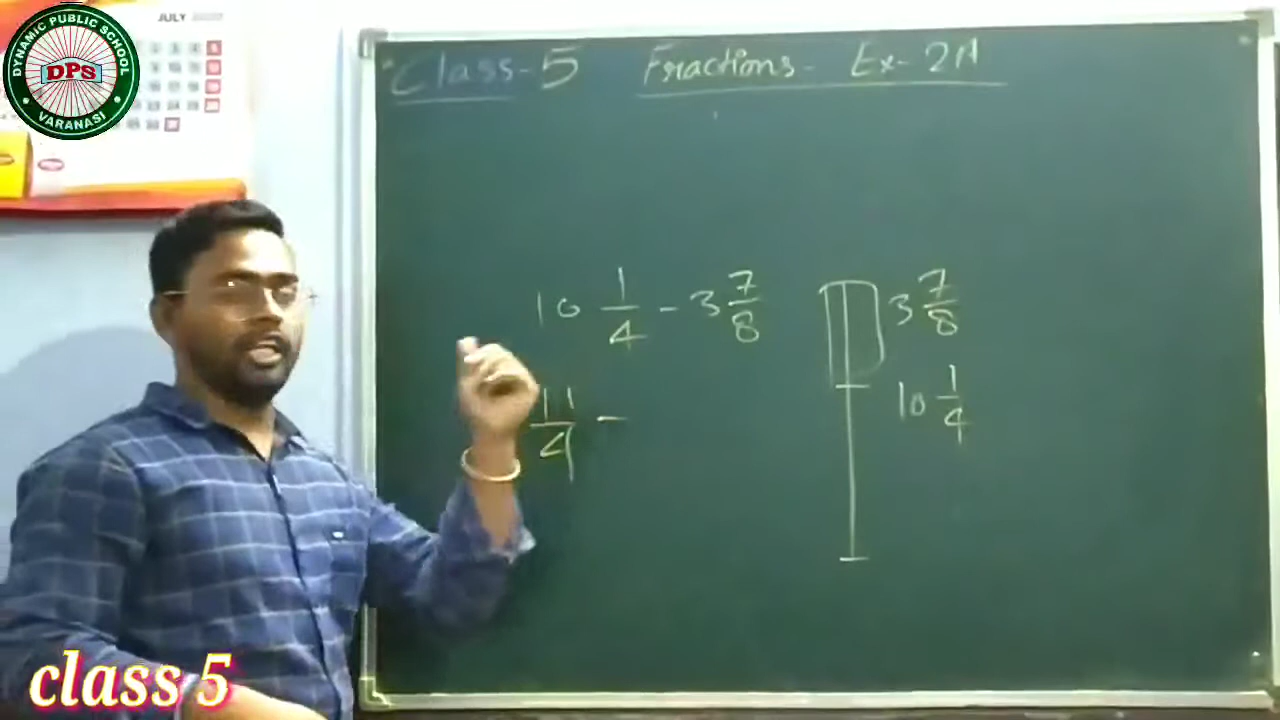 DYNAMIC PUBLIC SCHOOL
DPS
VARANASI
JULY
Class-5 Fractions - Ex- 2A
10 1/4 - 3 7/8
3 7/8
10 1/4
11/4 -
class 5